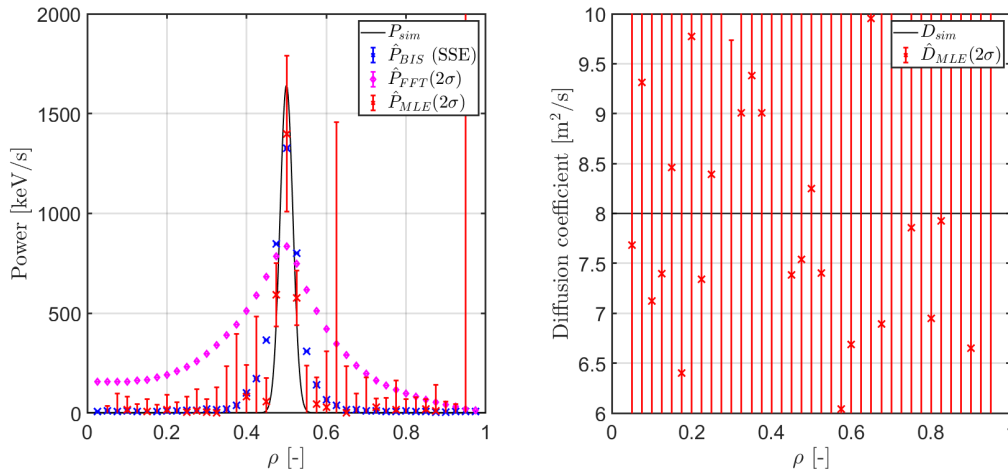 P_sim
P̂_BIS (SSE)
P̂_FFT(2σ)
P̂_MLE(2σ)
Power [keV/s]
2000
1500
1000
500
0
0 0.2 0.4 0.6 0.8 1
ρ [-]
D_sim
D̂_MLE(2σ)
Diffusion coefficient [m²/s]
10
9.5
9
8.5
8
7.5
7
6.5
6
0 0.2 0.4 0.6 0.8 1
ρ [-]